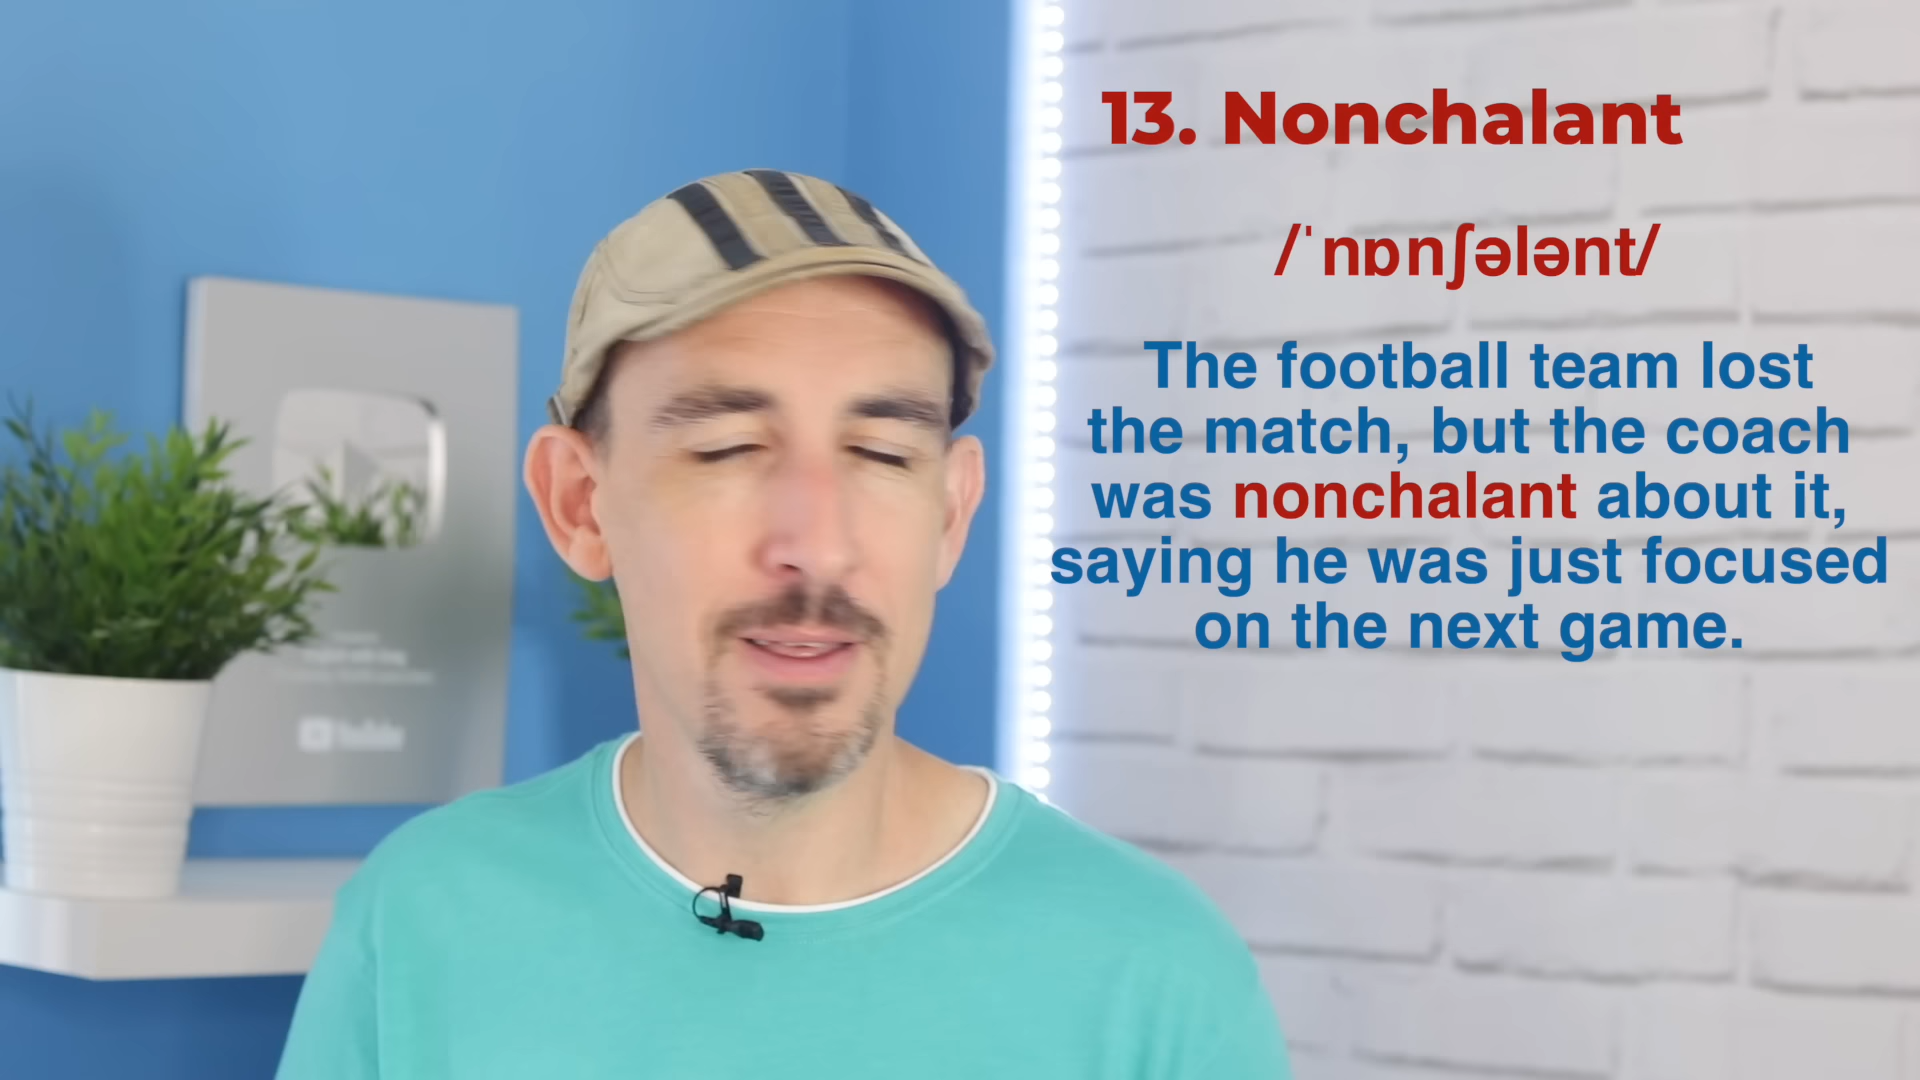 13. Nonchalant
/ˈnɒnʃələnt/
The football team lost
the match, but the coach
was nonchalant about it,
saying he was just focused
on the next game.
YouTube